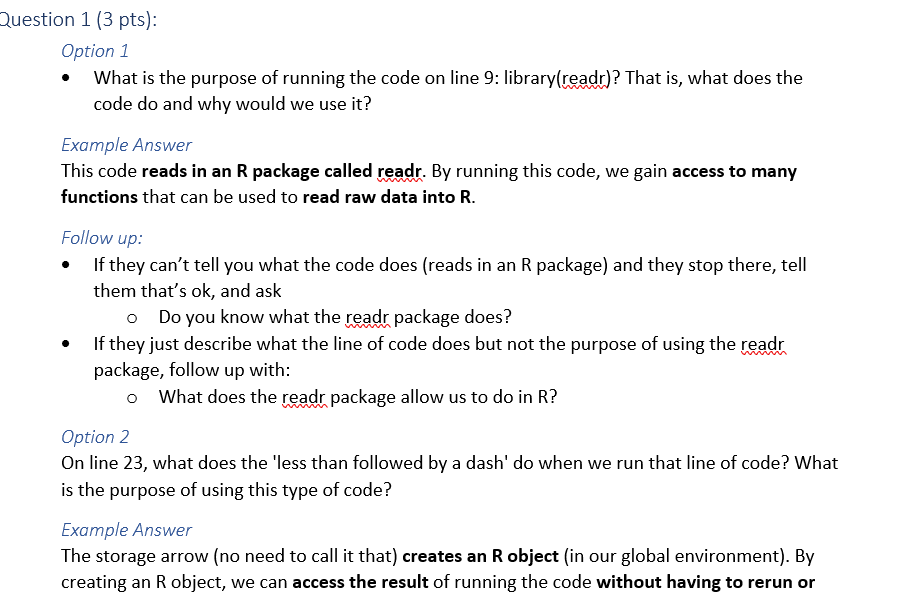 Question 1 (3 pts):
Option 1
• What is the purpose of running the code on line 9: library(readr)? That is, what does the
code do and why would we use it?
Example Answer
This code reads in an R package called readr. By running this code, we gain access to many
functions that can be used to read raw data into R.
Follow up:
• If they can't tell you what the code does (reads in an R package) and they stop there, tell
them that's ok, and ask
o Do you know what the readr package does?
• If they just describe what the line of code does but not the purpose of using the readr
package, follow up with:
o What does the readr package allow us to do in R?
Option 2
On line 23, what does the 'less than followed by a dash' do when we run that line of code? What
is the purpose of using this type of code?
Example Answer
The storage arrow (no need to call it that) creates an R object (in our global environment). By
creating an R object, we can access the result of running the code without having to rerun or